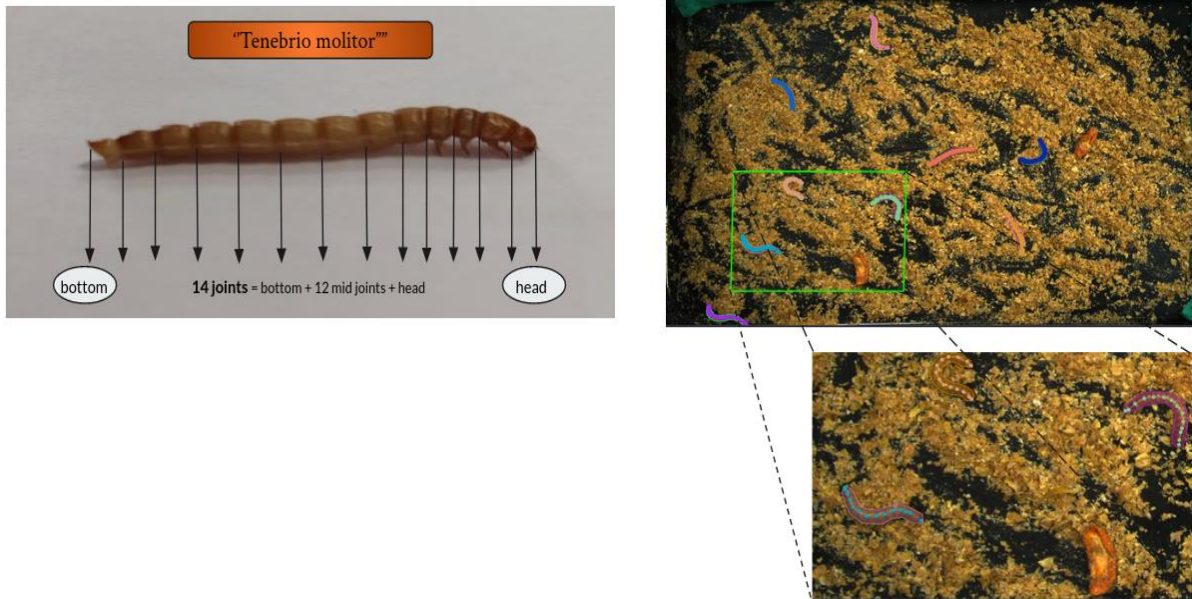 “Tenebrio molitor””
bottom
14 joints = bottom + 12 mid joints + head
head